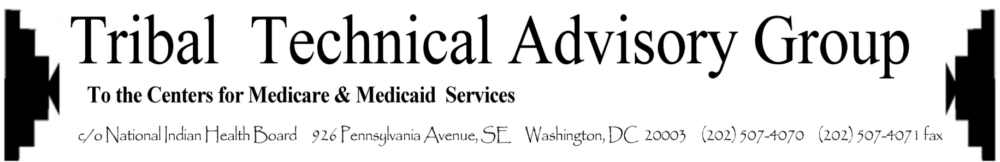 Tribal Technical Advisory Group
To the Centers for Medicare & Medicaid Services
c/o National Indian Health Board 926 Pennsylvania Avenue, SE Washington, DC 20003 (202) 507-4070 (202) 507-4071 fax